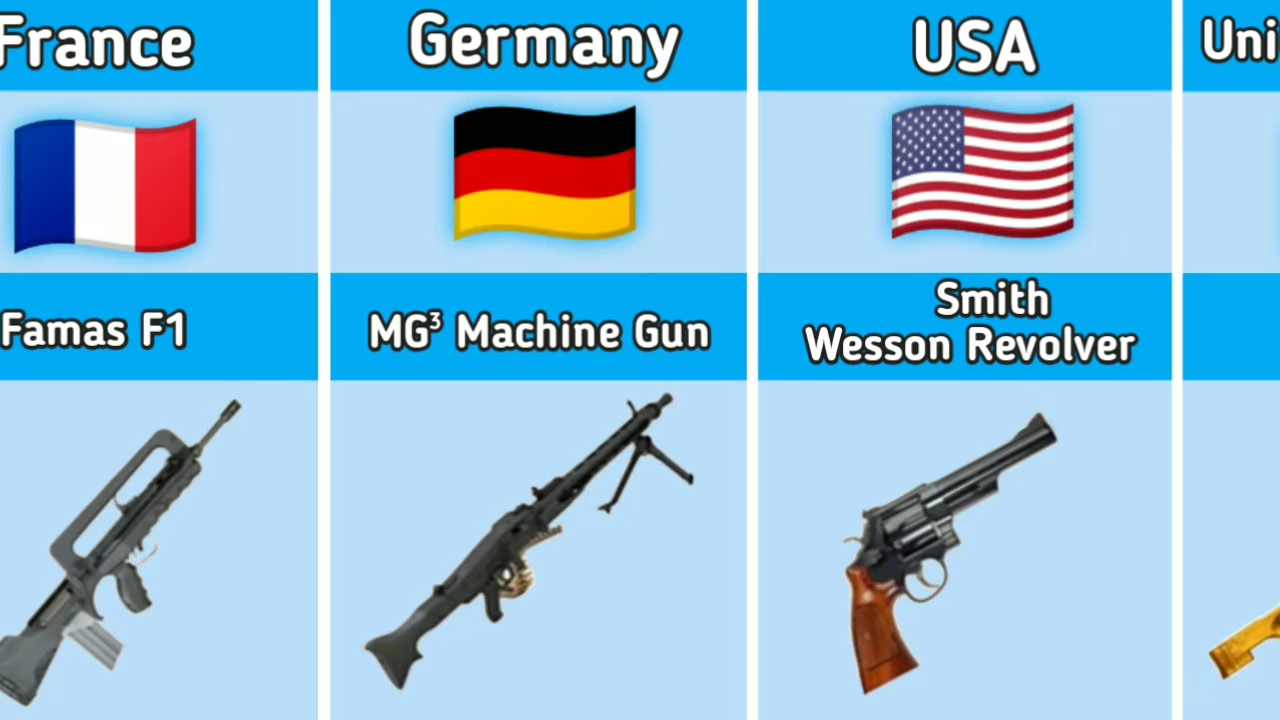 France
Germany
USA
Famas F1
MG³ Machine Gun
Smith
Wesson Revolver